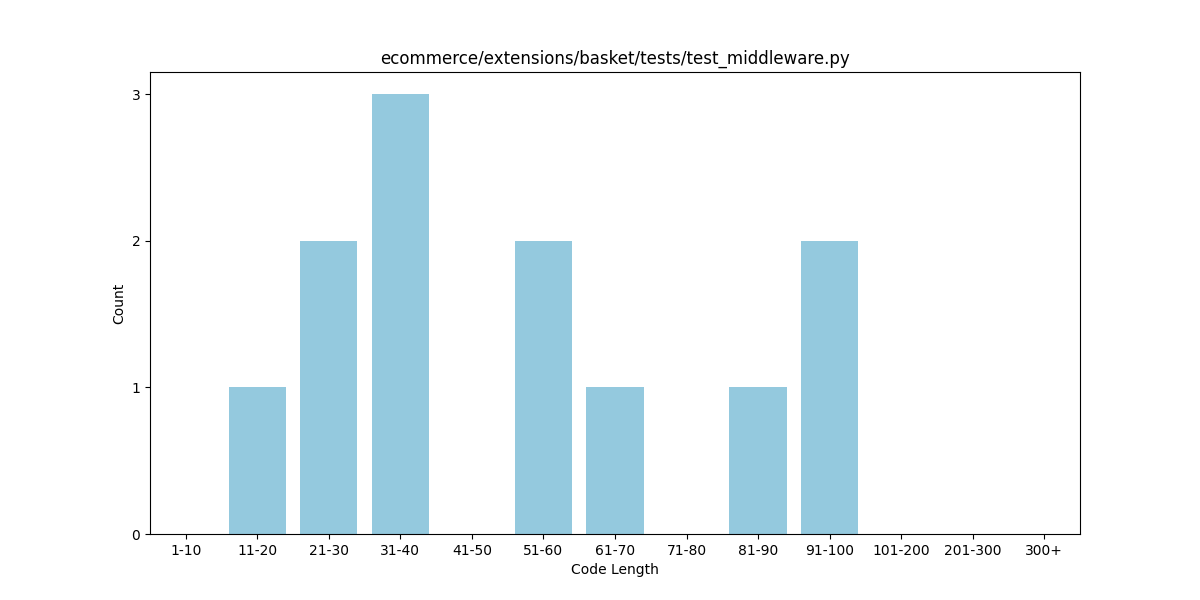 ecommerce/extensions/basket/tests/test_middleware.py
3
2
1
0
Count
1-10 11-20 21-30 31-40 41-50 51-60 61-70 71-80 81-90 91-100 101-200 201-300 300+
Code Length